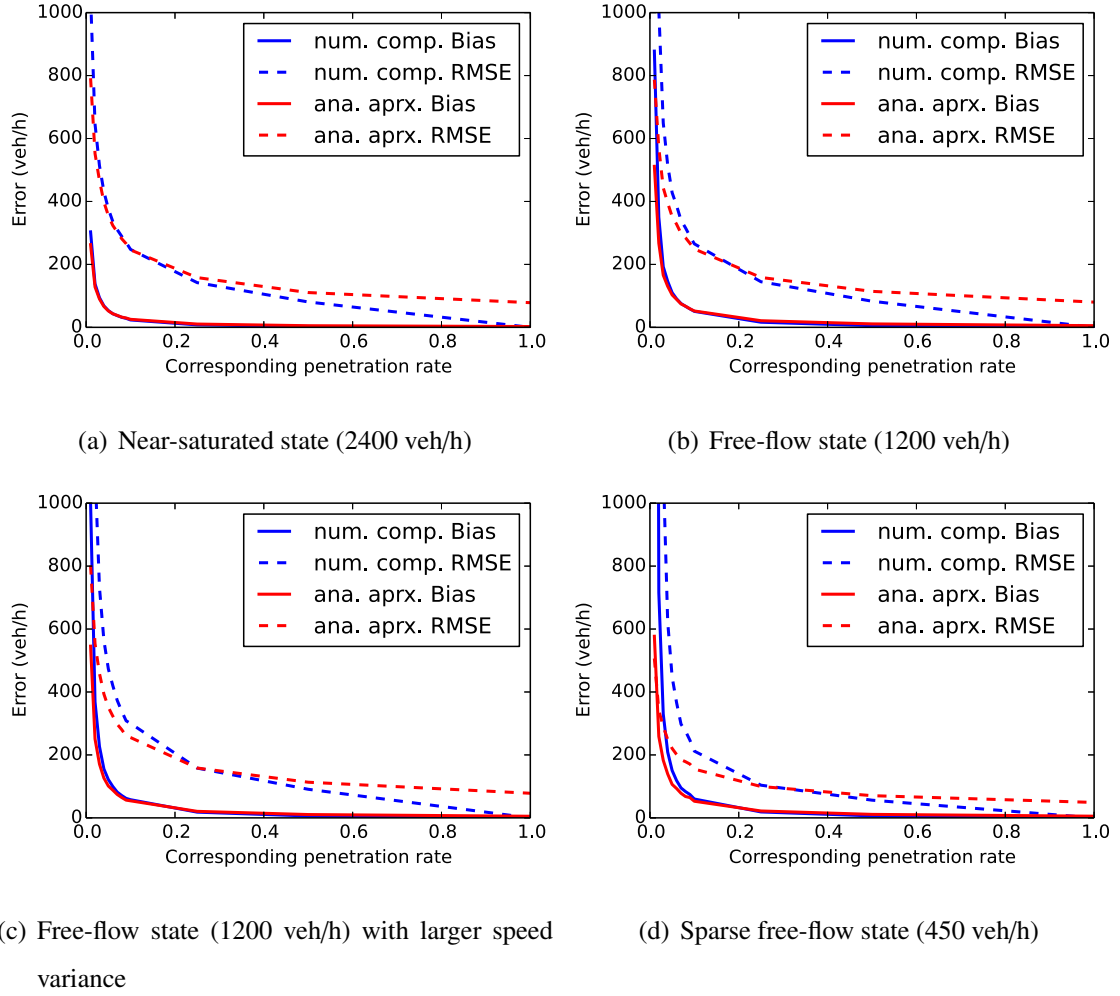 1000
800
600
400
200
0
Error (veh/h)
num. comp. Bias
num. comp. RMSE
ana. aprx. Bias
ana. aprx. RMSE
0.0 0.2 0.4 0.6 0.8 1.0
Corresponding penetration rate
(a) Near-saturated state (2400 veh/h)
1000
800
600
400
200
0
Error (veh/h)
num. comp. Bias
num. comp. RMSE
ana. aprx. Bias
ana. aprx. RMSE
0.0 0.2 0.4 0.6 0.8 1.0
Corresponding penetration rate
(b) Free-flow state (1200 veh/h)
1000
800
600
400
200
0
Error (veh/h)
num. comp. Bias
num. comp. RMSE
ana. aprx. Bias
ana. aprx. RMSE
0.0 0.2 0.4 0.6 0.8 1.0
Corresponding penetration rate
(c) Free-flow state (1200 veh/h) with larger speed
variance
1000
800
600
400
200
0
Error (veh/h)
num. comp. Bias
num. comp. RMSE
ana. aprx. Bias
ana. aprx. RMSE
0.0 0.2 0.4 0.6 0.8 1.0
Corresponding penetration rate
(d) Sparse free-flow state (450 veh/h)